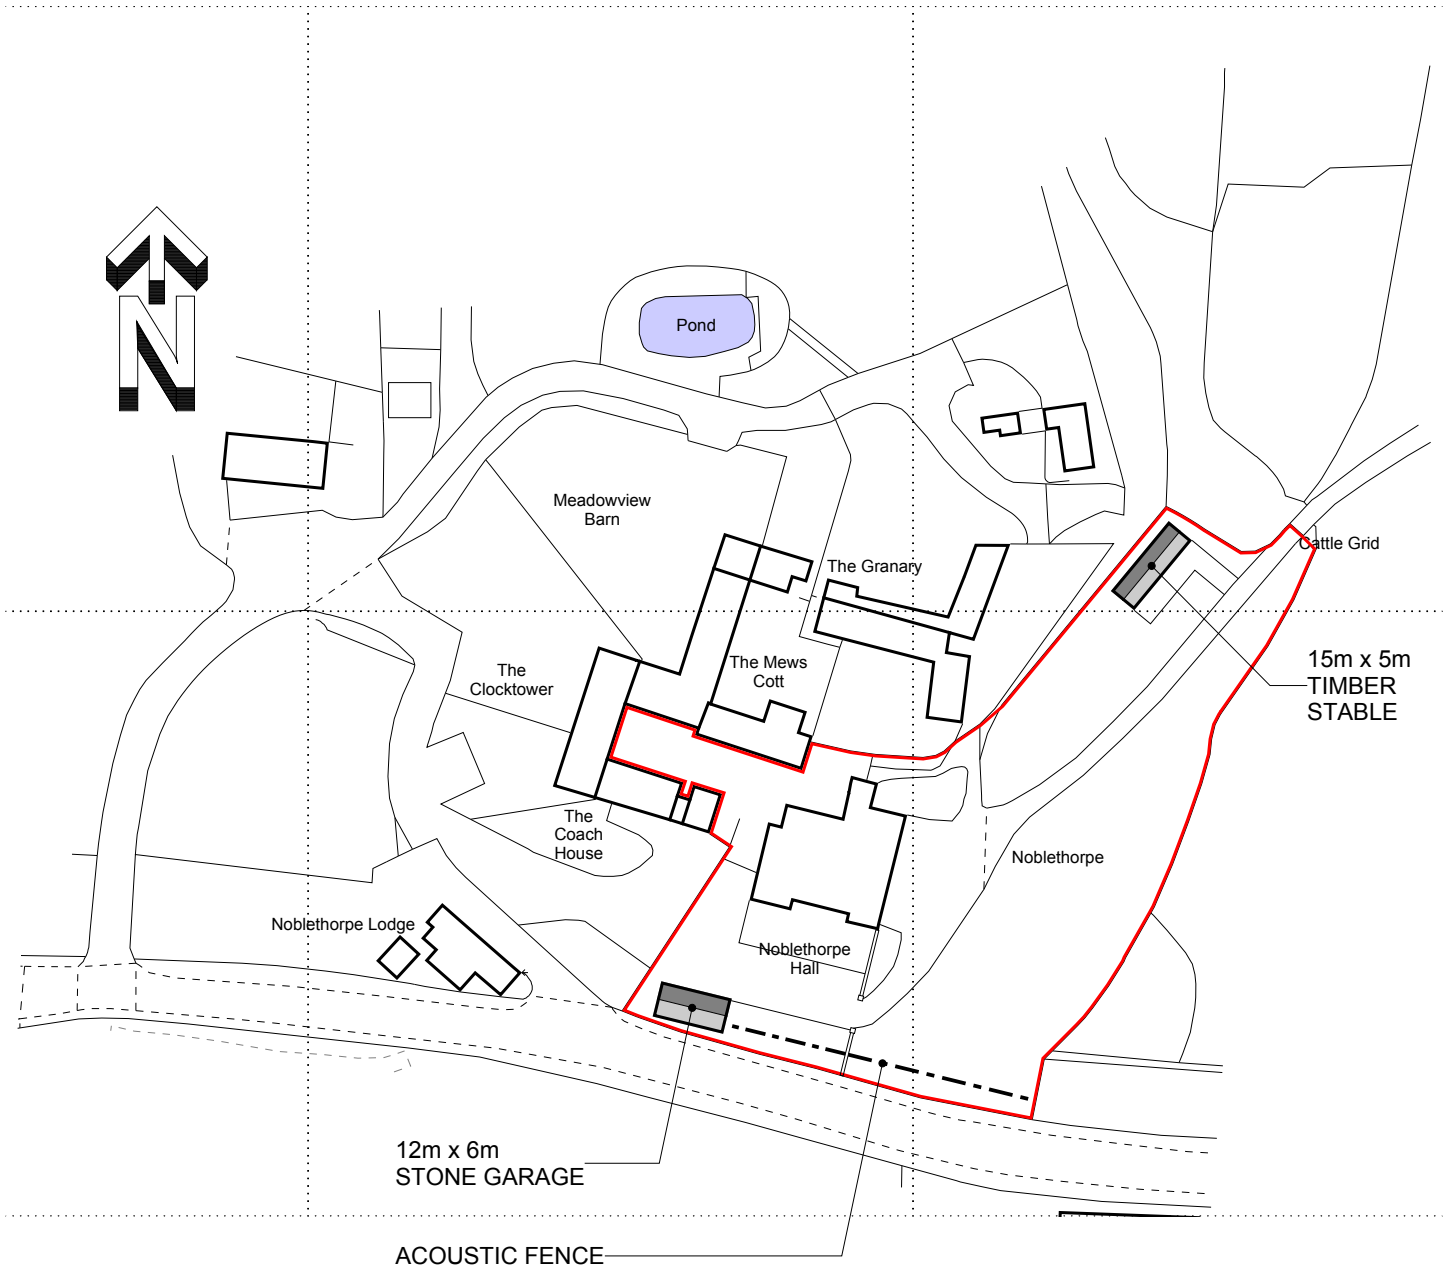 N
Pond
Meadowview
Barn
Cattle Grid
The Granary
The
Clocktower
The Mews
Cott
15m x 5m
TIMBER
STABLE
The
Coach
House
Noblethorpe
Noblethorpe Lodge
Noblethorpe
Hall
12m x 6m
STONE GARAGE
ACOUSTIC FENCE